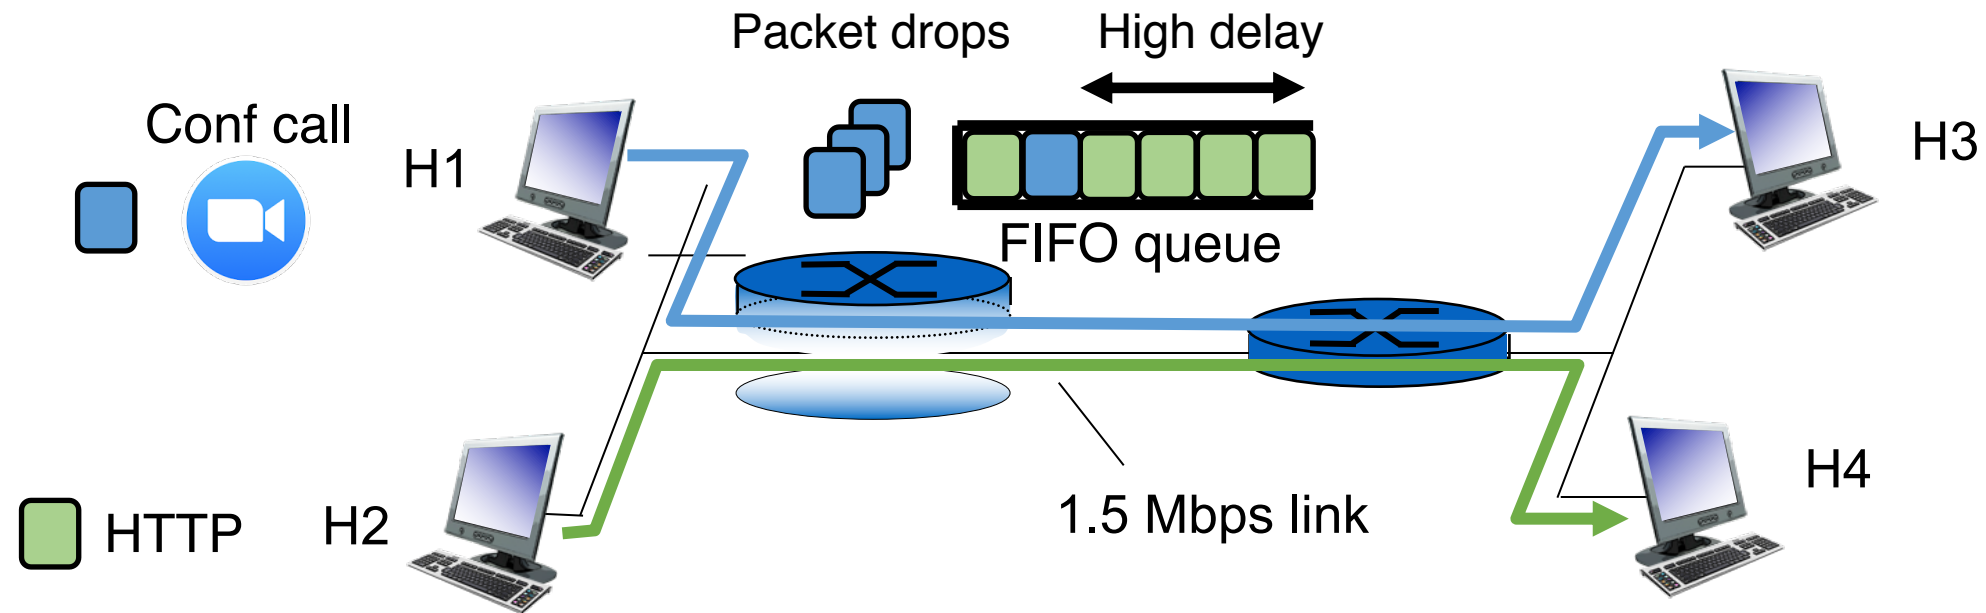 Packet drops
High delay
Conf call
H1
H3
FIFO queue
H4
1.5 Mbps link
HTTP
H2